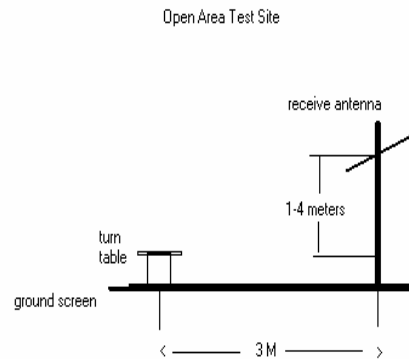 Open Area Test Site
receive antenna
1-4 meters
turn
table
ground screen
3 M